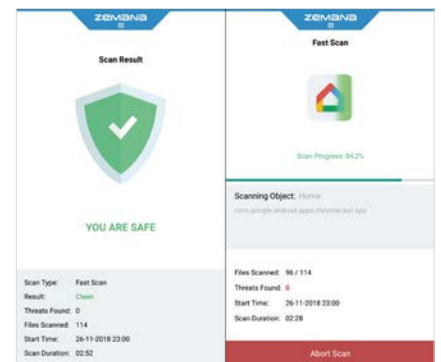 zemana
Scan Result
YOU ARE SAFE
Scan Type: Fast Scan
Result: Clean
Threats Found: 0
Files Scanned: 114
Start Time: 26-11-2018 23:00
Scan Duration: 02:52
zemana
Fast Scan
Scan Progress: 84,2%
Scanning Object: Home
com.google.android.apps.chromecast.app
Files Scanned: 96 / 114
Threats Found: 0
Start Time: 26-11-2018 23:00
Scan Duration: 02:28
Abort Scan